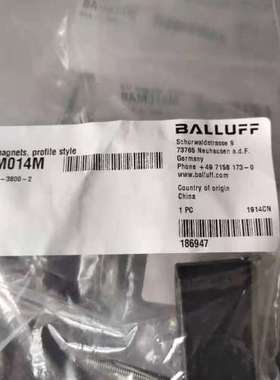 BALLUFF
Schurwaldstrasse 9
73765 Neuhausen a.d.F.
Germany
Phone +49 7158 173-0
www.balluff.com
Country of origin
China
1 PC 1914CN
186947
magnets, profile style
M014M
-3800-2